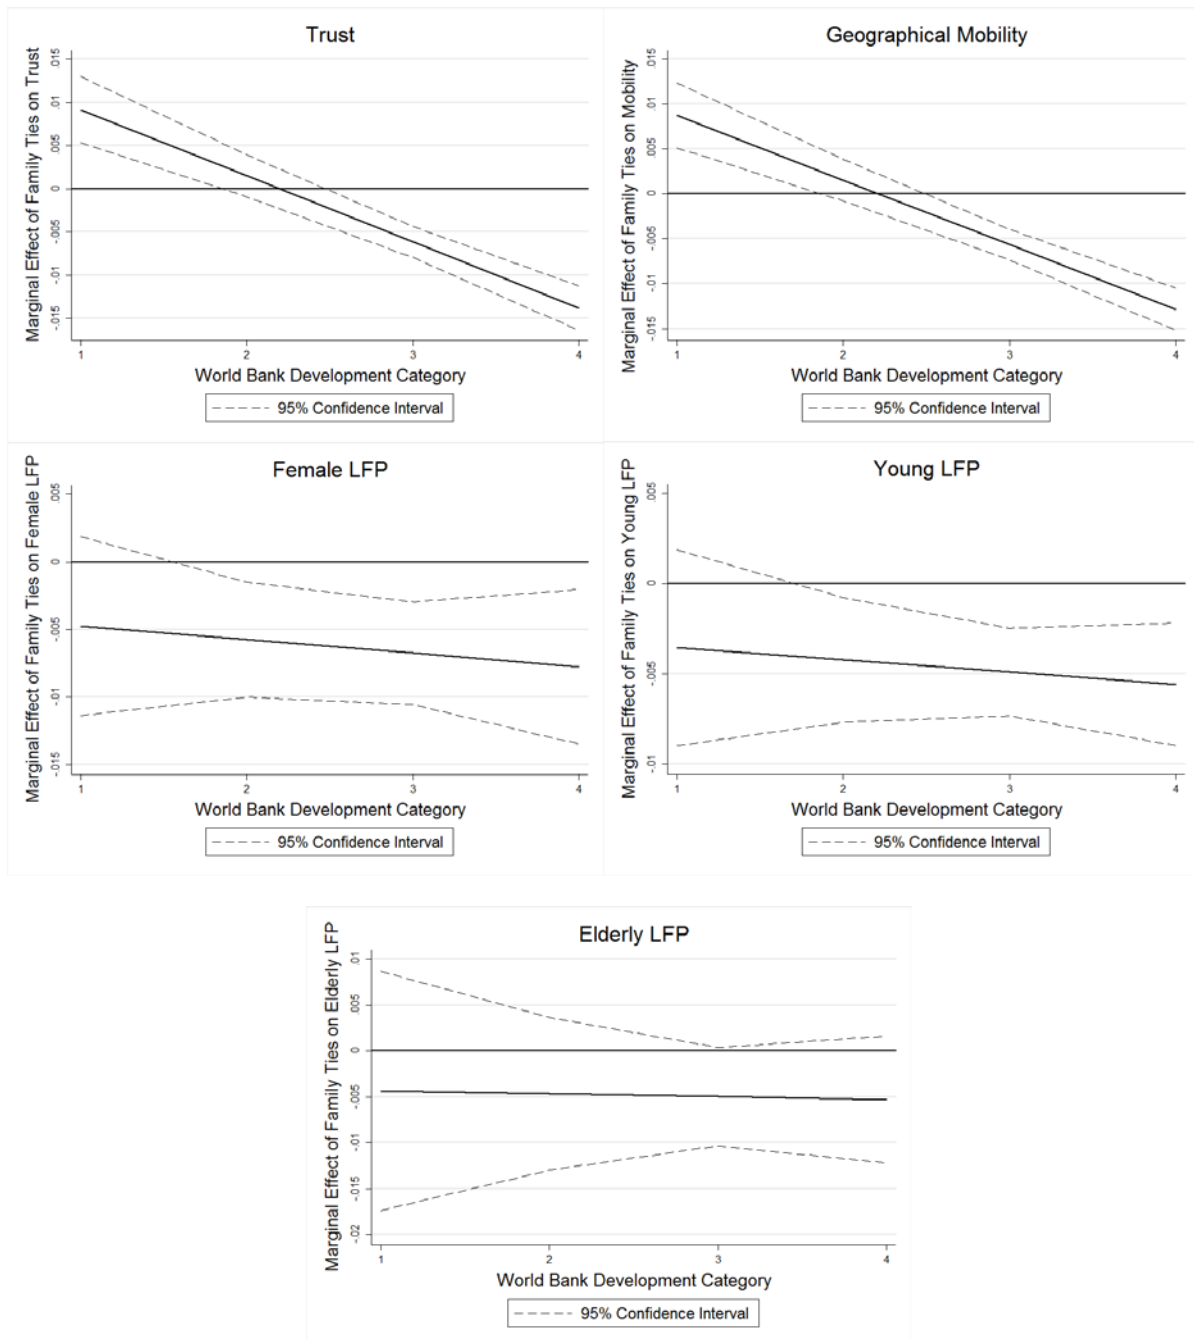 Trust
Marginal Effect of Family Ties on Trust
.015
.01
.005
0
-.005
-.01
-.015
1 2 3 4
World Bank Development Category
95% Confidence Interval
Geographical Mobility
Marginal Effect of Family Ties on Mobility
.015
.01
.005
0
-.005
-.01
-.015
1 2 3 4
World Bank Development Category
95% Confidence Interval
Female LFP
Marginal Effect of Family Ties on Female LFP
.005
0
-.005
-.01
-.015
1 2 3 4
World Bank Development Category
95% Confidence Interval
Young LFP
Marginal Effect of Family Ties on Young LFP
.005
0
-.005
-.01
1 2 3 4
World Bank Development Category
95% Confidence Interval
Elderly LFP
Marginal Effect of Family Ties on Elderly LFP
.01
.005
0
-.005
-.01
-.015
-.02
1 2 3 4
World Bank Development Category
95% Confidence Interval